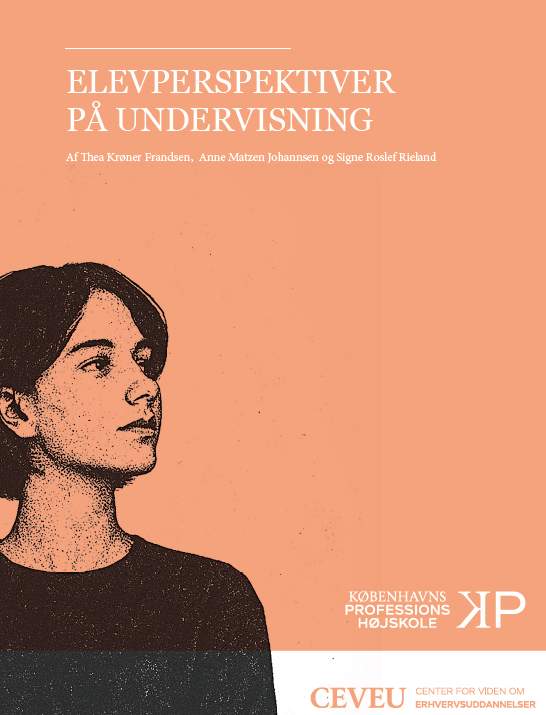 ELEVPERSPEKTIVER
PÅ UNDERVISNING
Af Thea Krøner Frandsen, Anne Matzen Johannsen og Signe Roslef Rieland
KØBENHAVNS
PROFESSIONS
HØJSKOLE
KP
CEVEU
CENTER FOR VIDEN OM
ERHVERVSUDDANNELSER